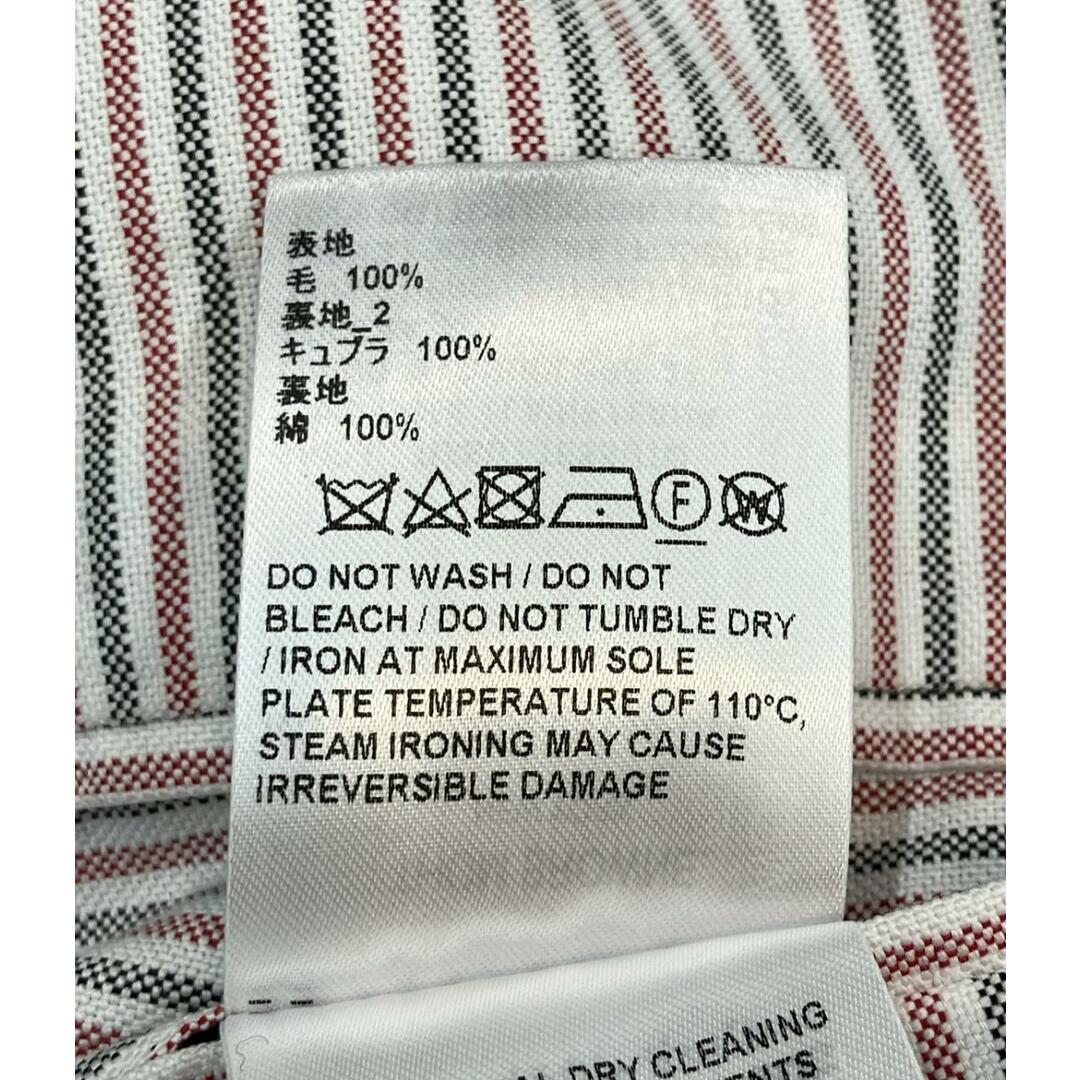 表地
毛 100%
裏地_2
キュプラ 100%
裏地
綿 100%
F W
DO NOT WASH / DO NOT
BLEACH / DO NOT TUMBLE DRY
/ IRON AT MAXIMUM SOLE
PLATE TEMPERATURE OF 110°C,
STEAM IRONING MAY CAUSE
IRREVERSIBLE DAMAGE
DRY CLEANING